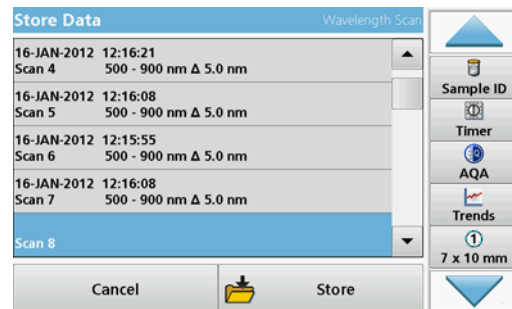 Store Data
Wavelength Scan
16-JAN-2012 12:16:21
Scan 4 500 - 900 nm Δ 5.0 nm
16-JAN-2012 12:16:08
Scan 5 500 - 900 nm Δ 5.0 nm
16-JAN-2012 12:15:55
Scan 6 500 - 900 nm Δ 5.0 nm
16-JAN-2012 12:16:08
Scan 7 500 - 900 nm Δ 5.0 nm
Scan 8
Cancel
Store
Sample ID
Timer
AQA
Trends
1
7 x 10 mm